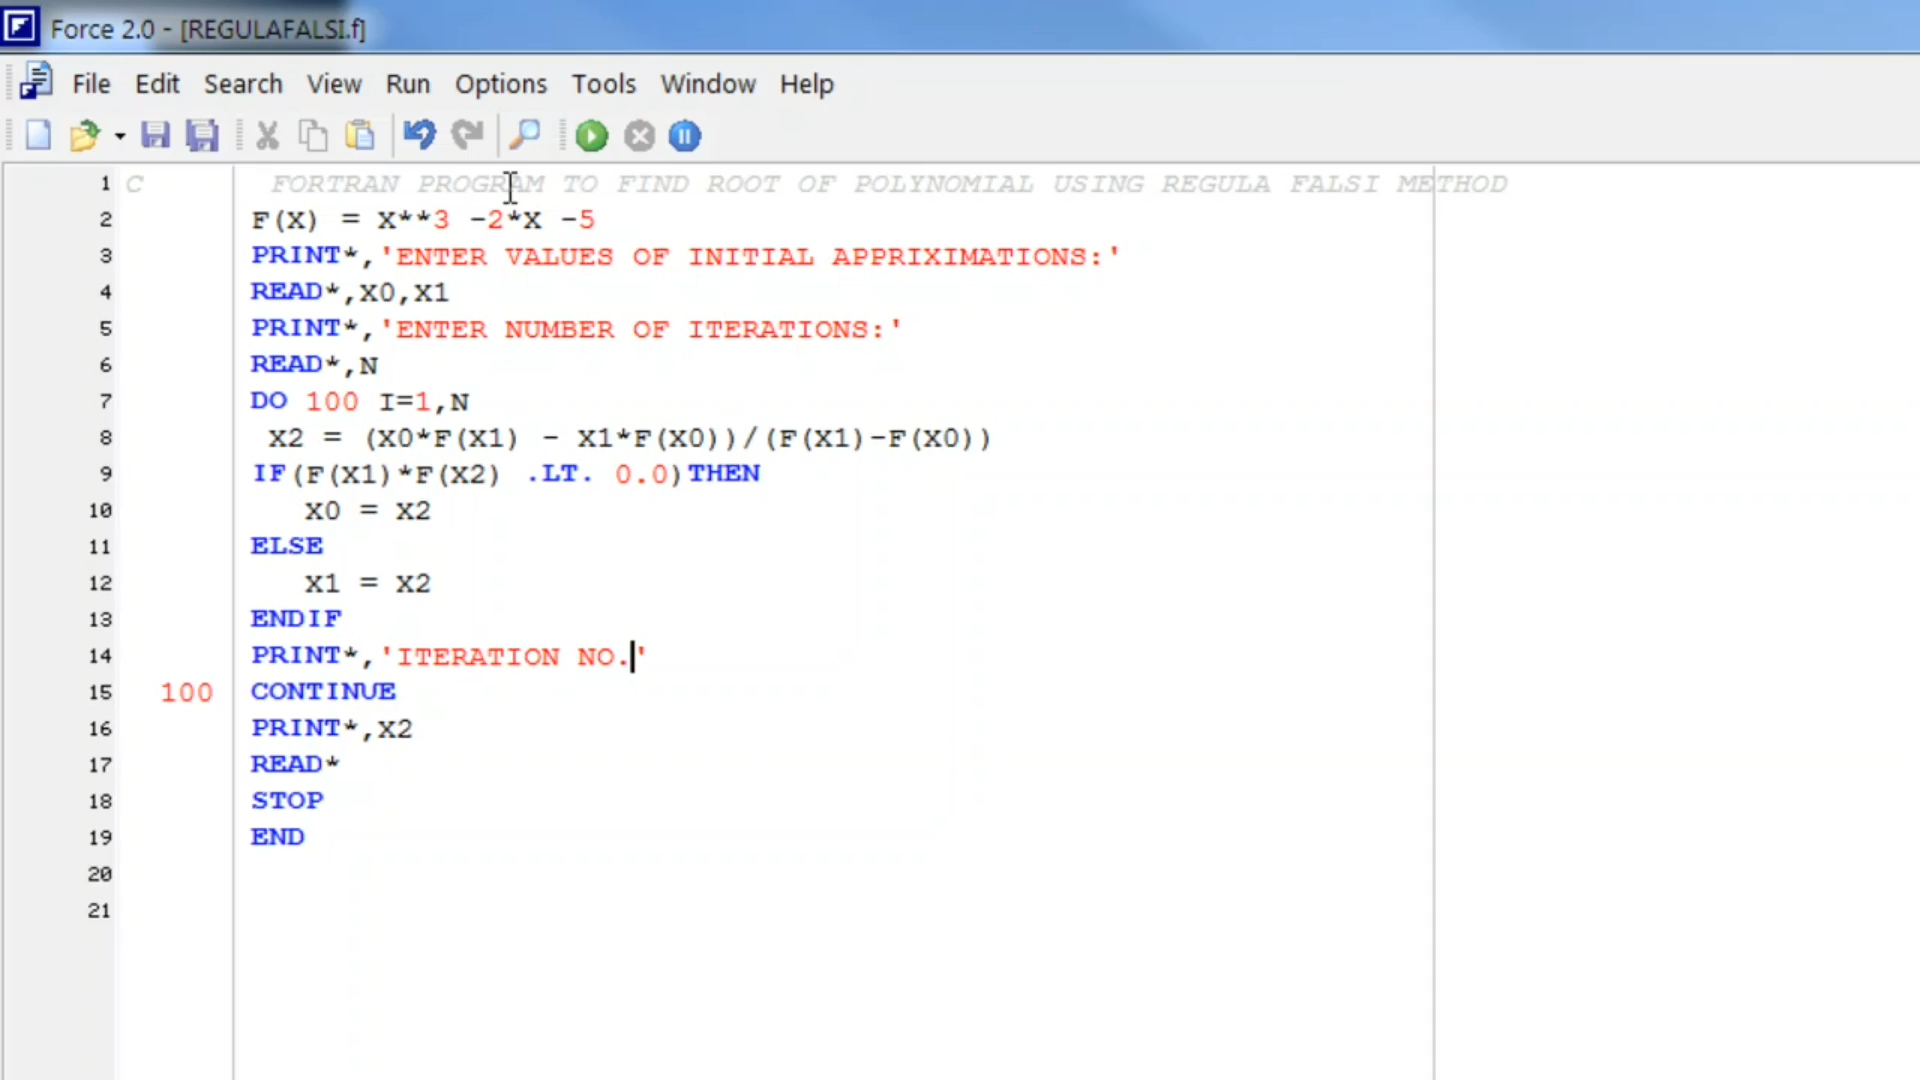 Force 2.0 - [REGULAFALSI.f]
File Edit Search View Run Options Tools Window Help
1 C FORTRAN PROGRAM TO FIND ROOT OF POLYNOMIAL USING REGULA FALSI METHOD
2 F(X) = X**3 -2*X -5
3 PRINT*,'ENTER VALUES OF INITIAL APPRIXIMATIONS:'
4 READ*,X0,X1
5 PRINT*,'ENTER NUMBER OF ITERATIONS:'
6 READ*,N
7 DO 100 I=1,N
8 X2 = (X0*F(X1) - X1*F(X0))/(F(X1)-F(X0))
9 IF(F(X1)*F(X2) .LT. 0.0)THEN
10 X0 = X2
11 ELSE
12 X1 = X2
13 ENDIF
14 PRINT*,'ITERATION NO.'
15 100 CONTINUE
16 PRINT*,X2
17 READ*
18 STOP
19 END
20
21